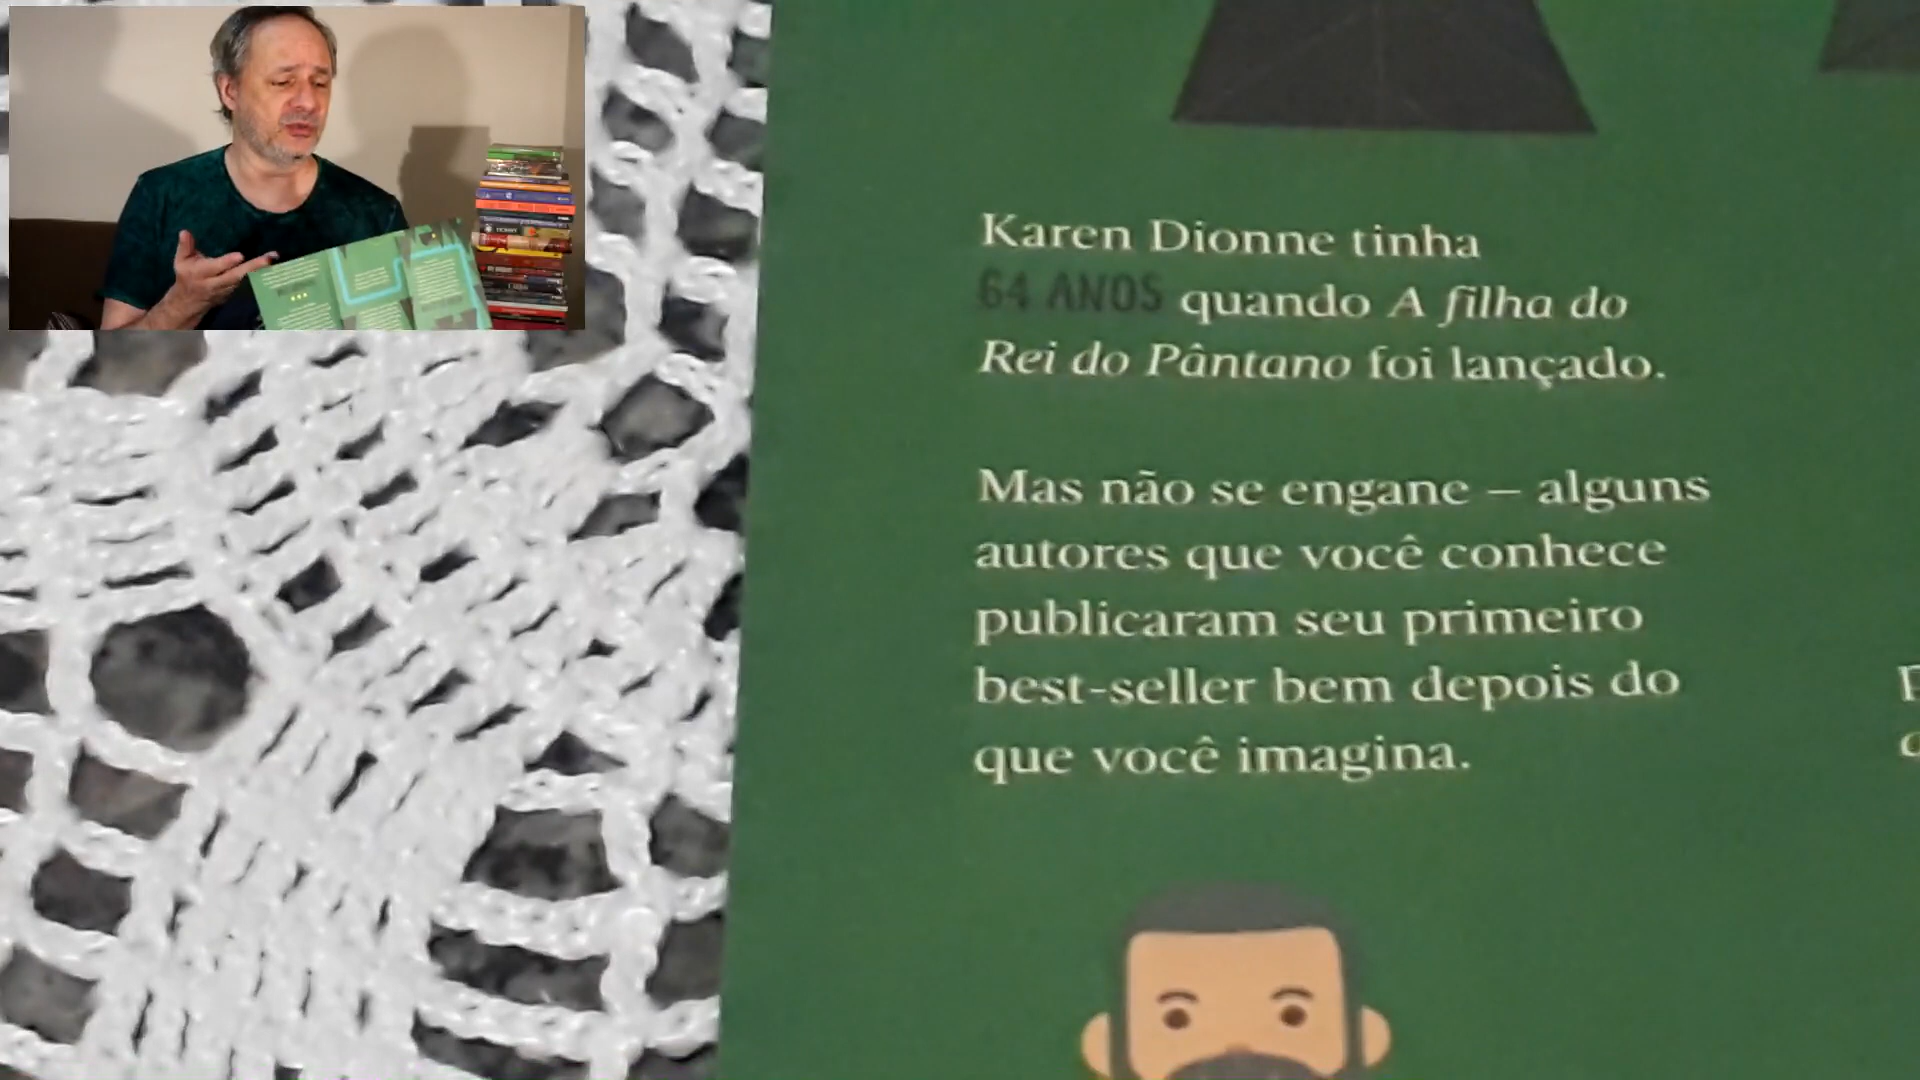 Karen Dionne tinha
64 ANOS quando A filha do
Rei do Pântano foi lançado.
Mas não se engane – alguns
autores que você conhece
publicaram seu primeiro
best-seller bem depois do
que você imagina.